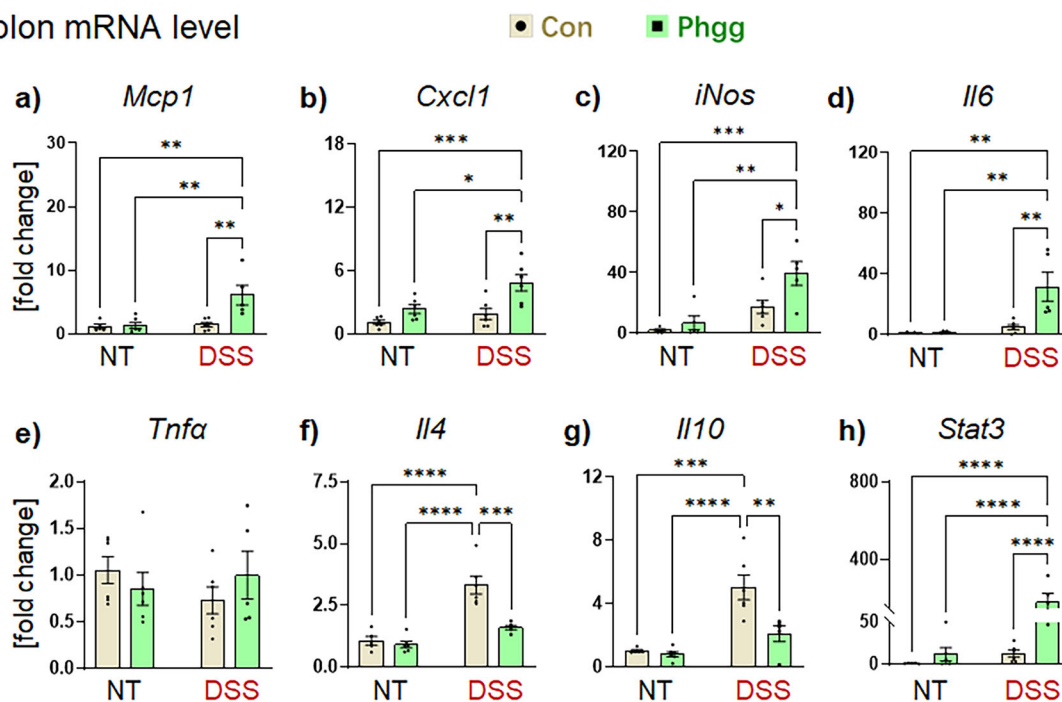 olon mRNA level
Con
Phgg
a) Mcp1
b) Cxcl1
c) iNos
d) Il6
[fold change]
30
20
10
0
**
**
**
NT
DSS
18
12
6
0
***
*
**
NT
DSS
120
80
40
0
***
**
*
NT
DSS
120
80
40
0
**
**
**
NT
DSS
e) Tnfα
f) Il4
g) Il10
h) Stat3
[fold change]
2.0
1.5
1.0
0.5
0.0
NT
DSS
7.5
5.0
2.5
0.0
****
****
***
NT
DSS
12
8
4
0
***
****
**
NT
DSS
800
400
50
0
****
****
****
NT
DSS